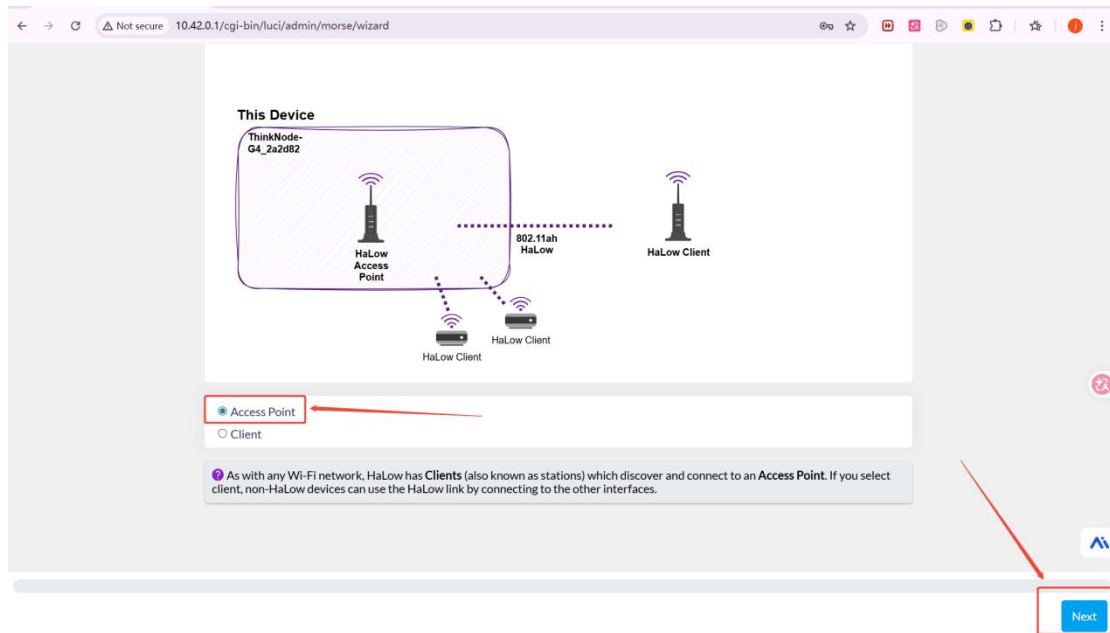 Not secure
10.42.0.1/cgi-bin/luci/admin/morse/wizard
This Device
ThinkNode-
G4_2a2d82
HaLow
Access
Point
802.11ah
HaLow
HaLow Client
HaLow Client
HaLow Client
Access Point
Client
As with any Wi-Fi network, HaLow has Clients (also known as stations) which discover and connect to an Access Point. If you select
client, non-HaLow devices can use the HaLow link by connecting to the other interfaces.
Next